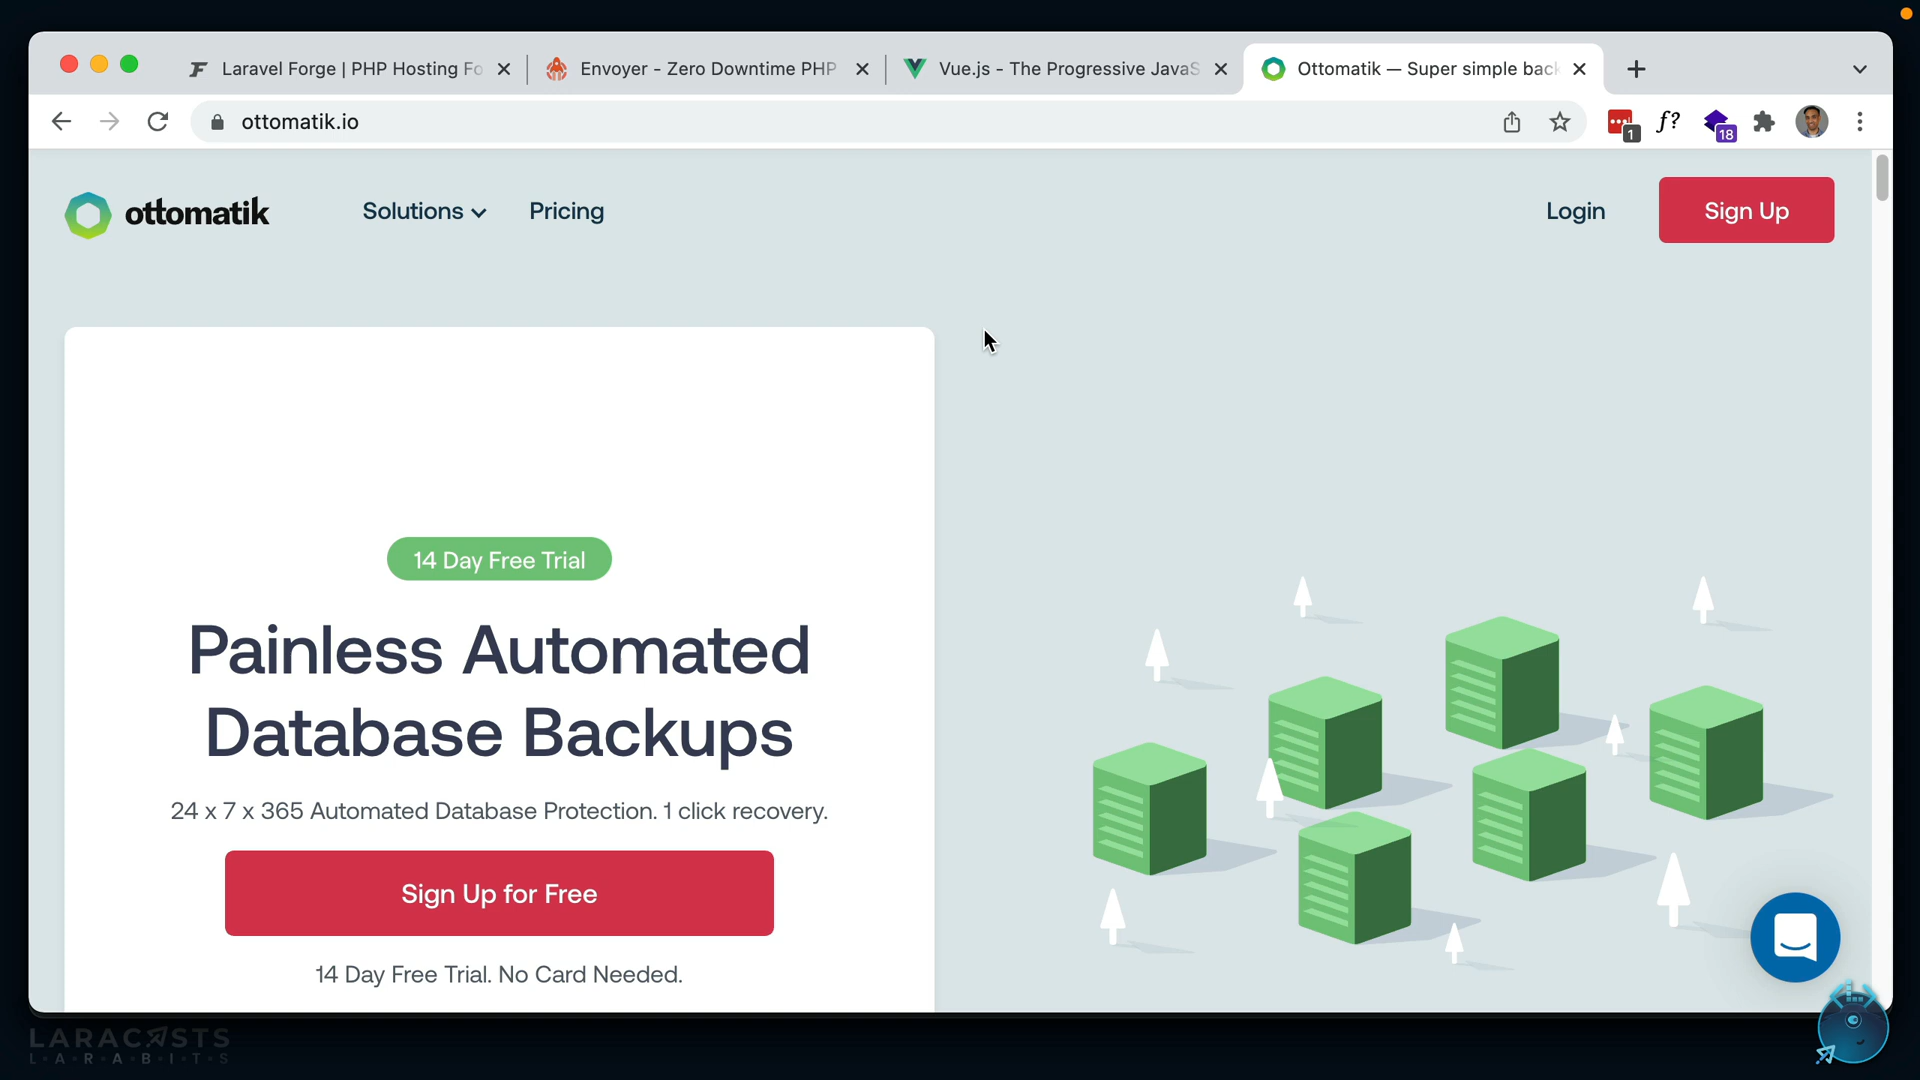 Laravel Forge | PHP Hosting Fo
Envoyer - Zero Downtime PHP
Vue.js - The Progressive JavaS
Ottomatik — Super simple back
ottomatik.io
1
f?
18
ottomatik
Solutions
Pricing
Login
Sign Up
14 Day Free Trial
Painless Automated
Database Backups
24 x 7 x 365 Automated Database Protection. 1 click recovery.
Sign Up for Free
14 Day Free Trial. No Card Needed.
LARACASTS
L·A·R·A·B·I·T·S